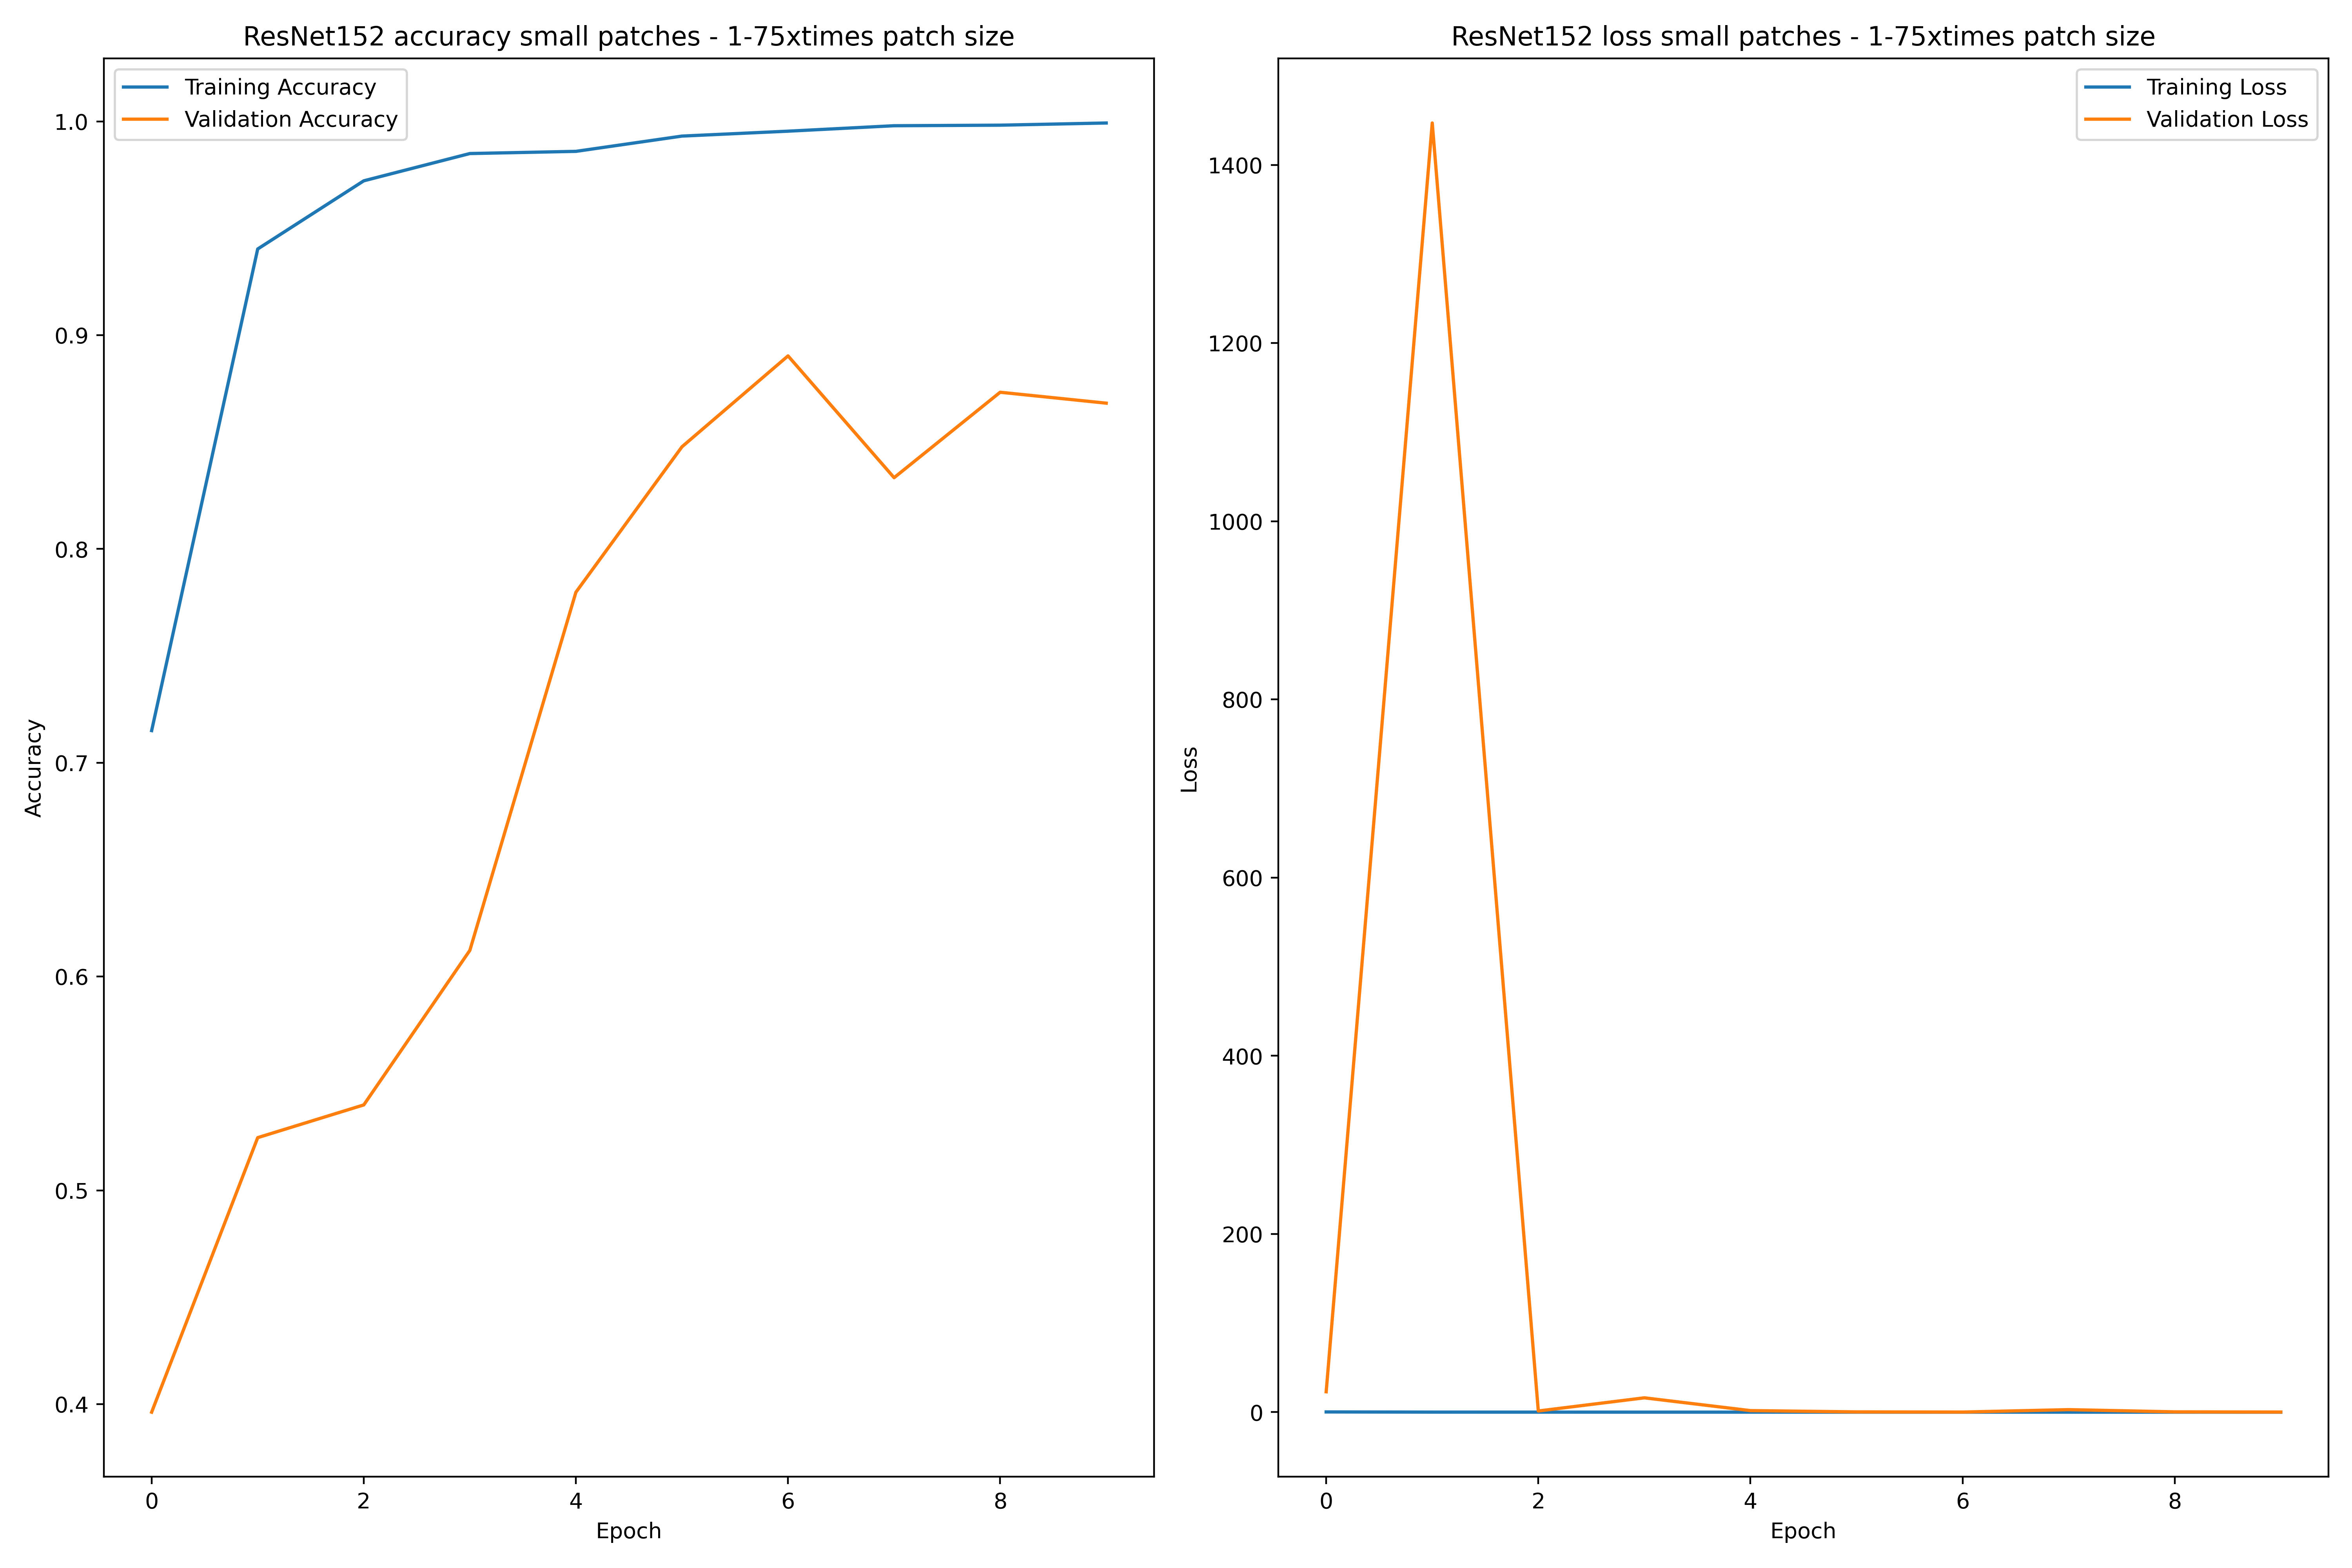 ResNet152 accuracy small patches - 1-75xtimes patch size
Training Accuracy
Validation Accuracy
1.0
0.9
0.8
0.7
0.6
0.5
0.4
Accuracy
0 2 4 6 8
Epoch
ResNet152 loss small patches - 1-75xtimes patch size
Training Loss
Validation Loss
1400
1200
1000
800
600
400
200
0
Loss
0 2 4 6 8
Epoch